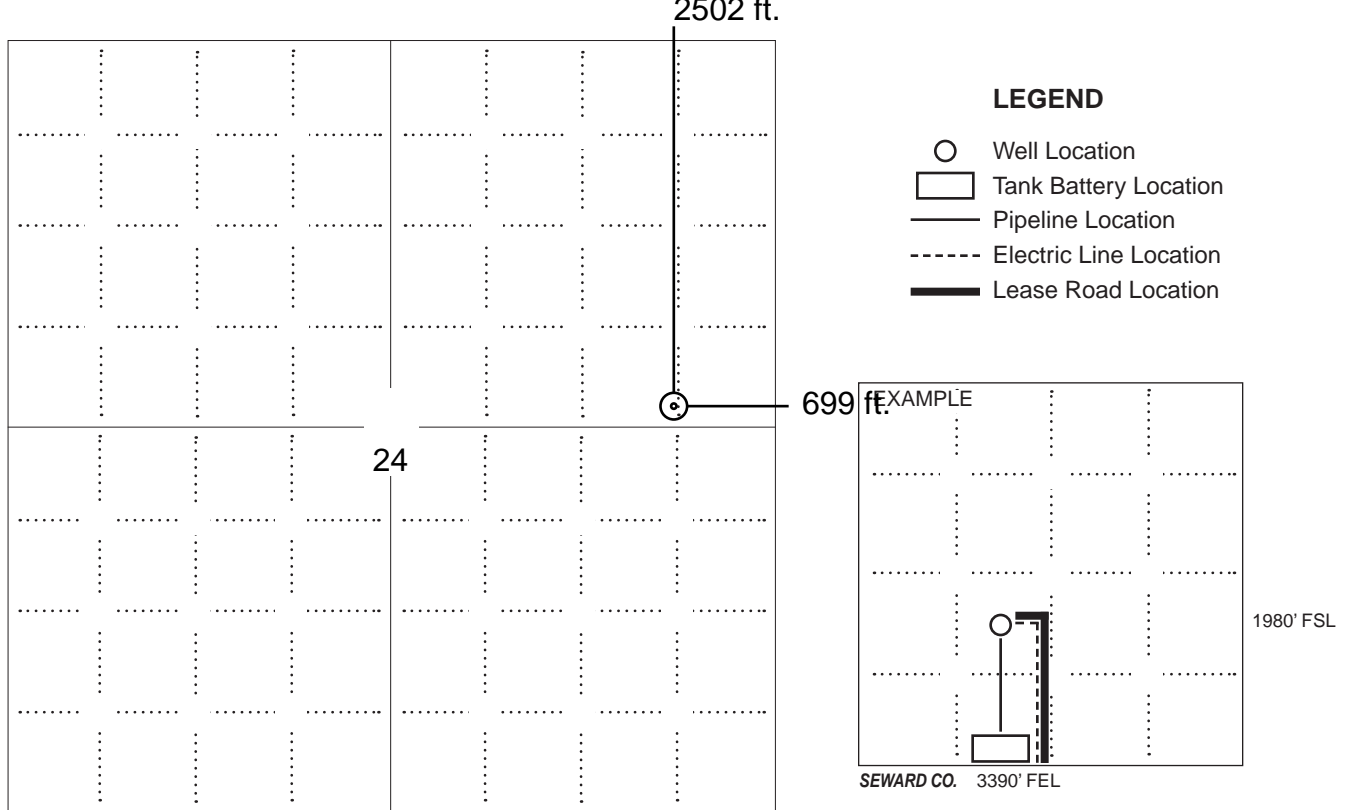 2502 ft.
LEGEND
Well Location
Tank Battery Location
Pipeline Location
Electric Line Location
Lease Road Location
699 ft.
EXAMPLE
24
1980' FSL
SEWARD CO. 3390' FEL